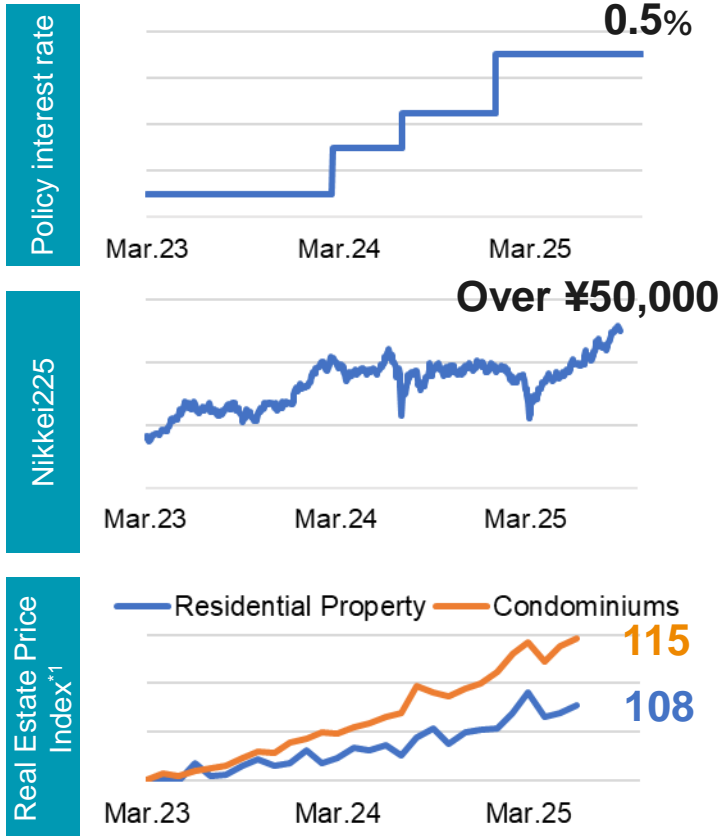 Policy interest rate
0.5%
Mar.23 Mar.24 Mar.25
Nikkei225
Over ¥50,000
Mar.23 Mar.24 Mar.25
Real Estate Price
Index*1
Residential Property Condominiums
115
108
Mar.23 Mar.24 Mar.25